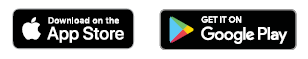 Download on the
App Store
GET IT ON
Google Play